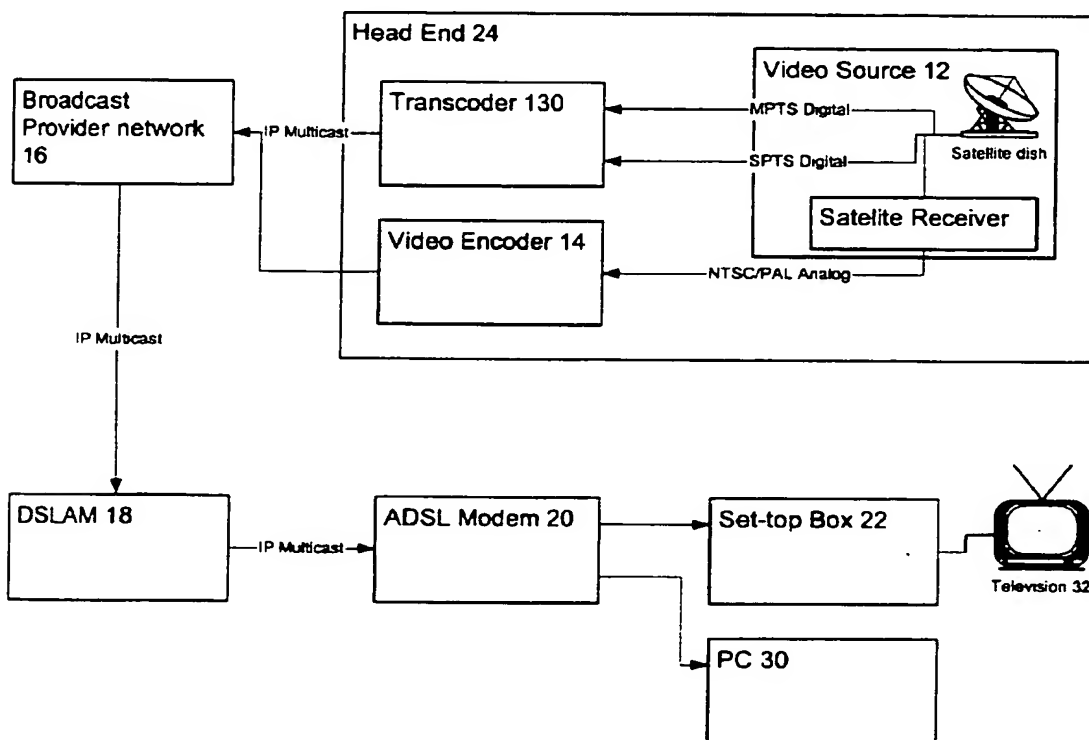 Head End 24
Video Source 12
Broadcast
Provider network
16
Transcoder 130
IP Multicast
MPTS Digital
SPTS Digital
Satellite dish
Satelite Receiver
Video Encoder 14
NTSC/PAL Analog
IP Multicast
DSLAM 18
IP Multicast
ADSL Modem 20
Set-top Box 22
Television 32
PC 30